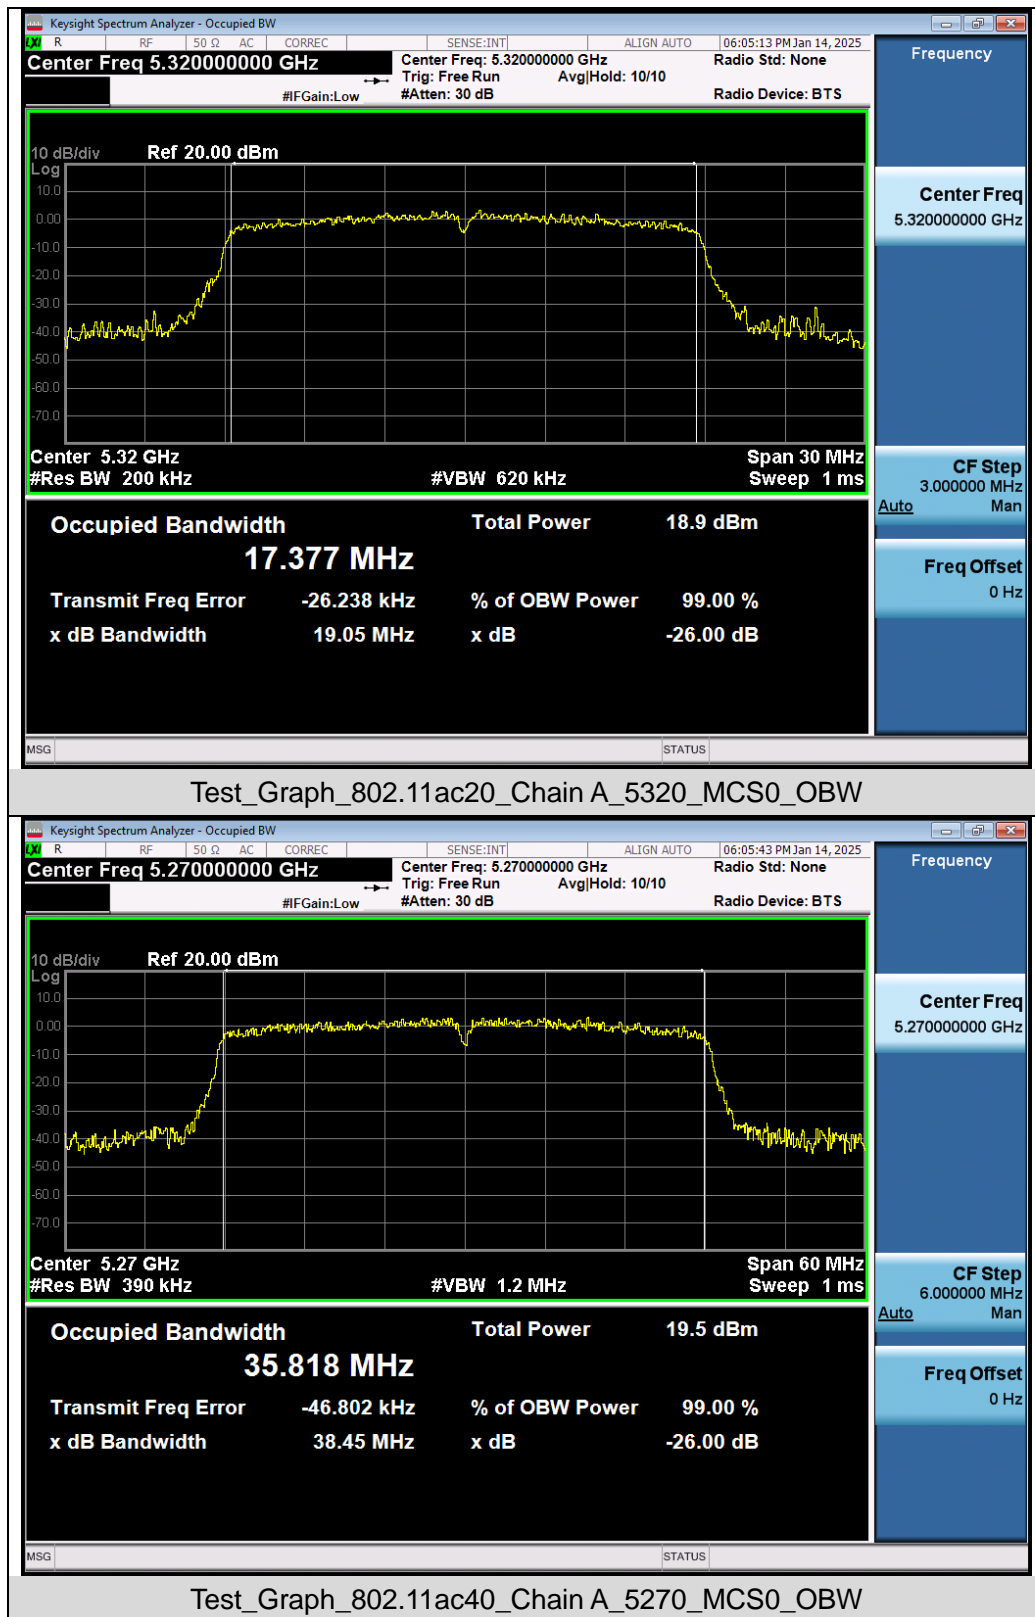 Keysight Spectrum Analyzer - Occupied BW
LXI R RF 50 Ω AC CORREC SENSE:INT ALIGN AUTO 06:05:13 PM Jan 14, 2025
Center Freq 5.320000000 GHz
Center Freq: 5.320000000 GHz
Radio Std: None
Trig: Free Run Avg|Hold: 10/10
#IFGain:Low
#Atten: 30 dB
Radio Device: BTS
10 dB/div Ref 20.00 dBm
Log
10.0
0.00
-10.0
-20.0
-30.0
-40.0
-50.0
-60.0
-70.0
Center 5.32 GHz Span 30 MHz
#Res BW 200 kHz #VBW 620 kHz Sweep 1 ms
Occupied Bandwidth Total Power 18.9 dBm
17.377 MHz
Transmit Freq Error -26.238 kHz % of OBW Power 99.00 %
x dB Bandwidth 19.05 MHz x dB -26.00 dB
MSG STATUS
Frequency
Center Freq
5.320000000 GHz
CF Step
3.000000 MHz
Auto Man
Freq Offset
0 Hz
Test_Graph_802.11ac20_Chain A_5320_MCS0_OBW
Keysight Spectrum Analyzer - Occupied BW
LXI R RF 50 Ω AC CORREC SENSE:INT ALIGN AUTO 06:05:43 PM Jan 14, 2025
Center Freq 5.270000000 GHz
Center Freq: 5.270000000 GHz
Radio Std: None
Trig: Free Run Avg|Hold: 10/10
#IFGain:Low
#Atten: 30 dB
Radio Device: BTS
10 dB/div Ref 20.00 dBm
Log
10.0
0.00
-10.0
-20.0
-30.0
-40.0
-50.0
-60.0
-70.0
Center 5.27 GHz Span 60 MHz
#Res BW 390 kHz #VBW 1.2 MHz Sweep 1 ms
Occupied Bandwidth Total Power 19.5 dBm
35.818 MHz
Transmit Freq Error -46.802 kHz % of OBW Power 99.00 %
x dB Bandwidth 38.45 MHz x dB -26.00 dB
MSG STATUS
Frequency
Center Freq
5.270000000 GHz
CF Step
6.000000 MHz
Auto Man
Freq Offset
0 Hz
Test_Graph_802.11ac40_Chain A_5270_MCS0_OBW